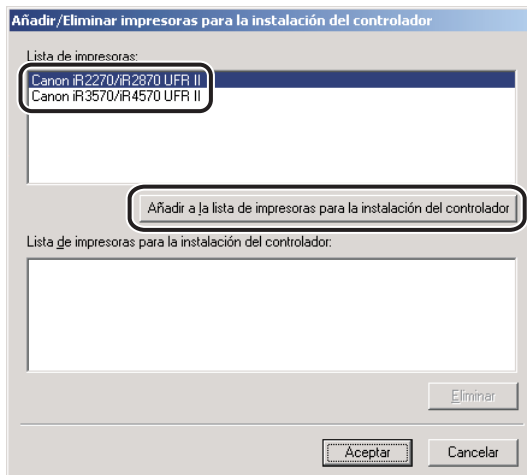 Añadir/Eliminar impresoras para la instalación del controlador
Lista de impresoras:
Canon iR2270/iR2870 UFR II
Canon iR3570/iR4570 UFR II
Añadir a la lista de impresoras para la instalación del controlador
Lista de impresoras para la instalación del controlador:
Eliminar
Aceptar
Cancelar